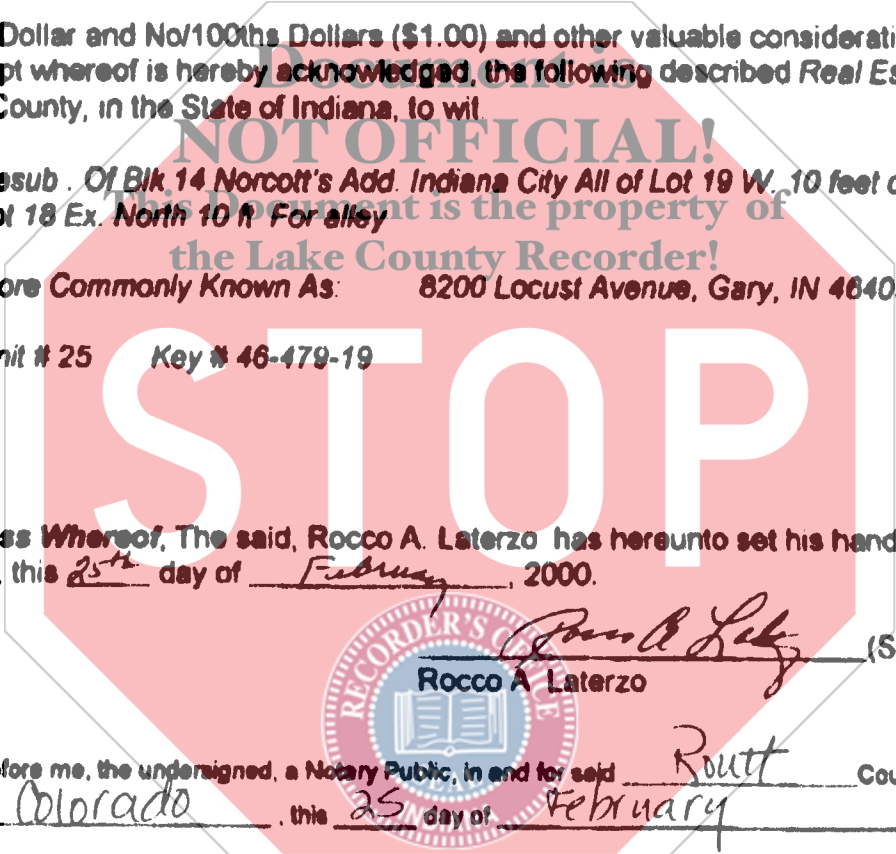 Dollar and No/100ths Dollars ($1.00) and other valuable considerati
pt whereof is hereby acknowledged, the following described Real Es
County, in the State of Indiana, to wit
esub . Of Blk 14 Norcott's Add. Indiana City All of Lot 19 W. 10 feet o
ot 18 Ex. North 10 ft For alley
ore Commonly Known As: 8200 Locust Avenue, Gary, IN 4640
nit # 25 Key # 46-479-19
ss Whereof, The said, Rocco A. Laterzo has hereunto set his hand
, this 25th day of February, 2000.
(S
Rocco A Laterzo
fore me, the undersigned, a Notary Public, in and for said Routt Cou
Colorado, this 25 day of February
Document is
NOT OFFICIAL!
This Document is the property of
the Lake County Recorder!
STOP
RECORDER'S OFFICE
SEAL
INDIANA